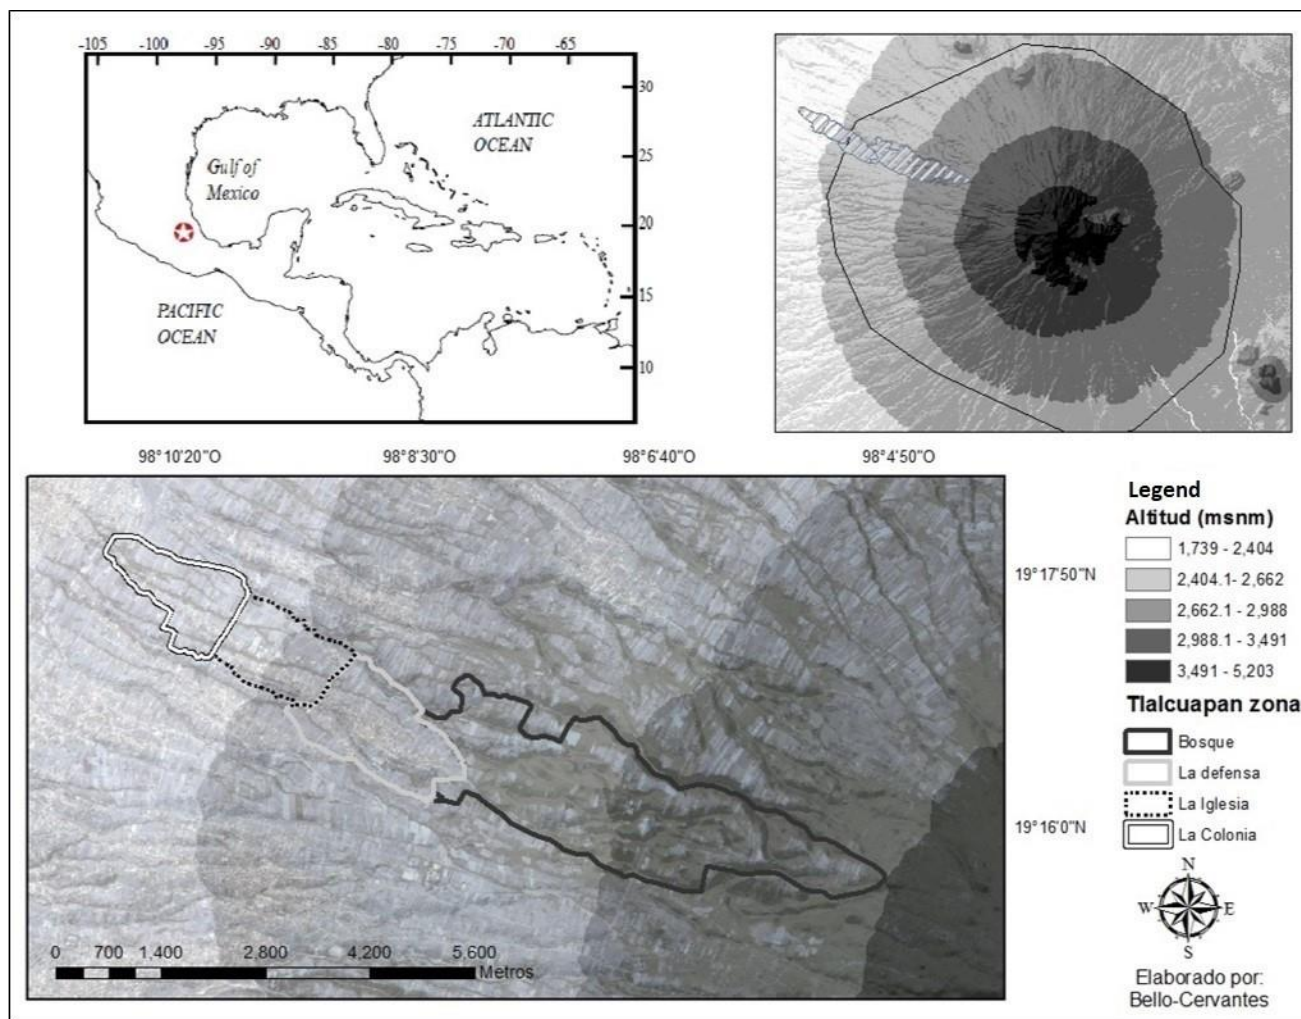 -105 -100 -95 -90 -85 -80 -75 -70 -65
30
25
20
15
10
ATLANTIC
OCEAN
Gulf of
Mexico
PACIFIC
OCEAN
98°10'20"O 98°8'30"O 98°6'40"O 98°4'50"O
19°17'50"N
19°16'0"N
0 700 1.400 2.800 4.200 5.600
Metros
Legend
Altitud (msnm)
1,739 - 2,404
2,404.1- 2,662
2,662.1 - 2,988
2,988.1 - 3,491
3,491 - 5,203
Tlalcuapan zona
Bosque
La defensa
La Iglesia
La Colonia
N
W E
S
Elaborado por:
Bello-Cervantes